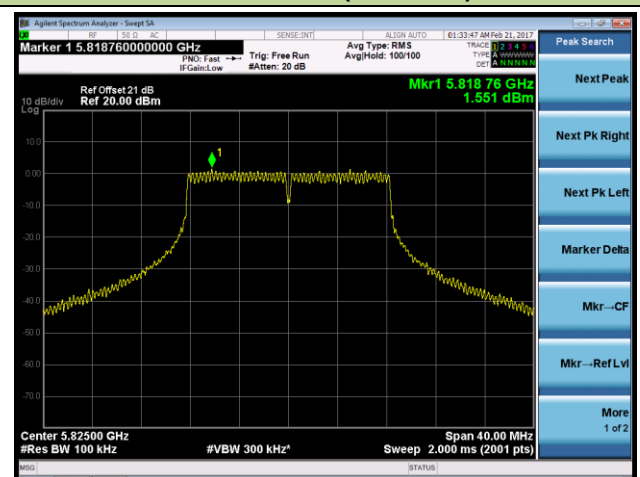 Agilent Spectrum Analyzer - Swept SA
RF 50 Ω AC SENSE:INT ALIGN AUTO 01:33:47 AM Feb 21, 2017
Marker 1 5.818760000000 GHz
PNO: Fast
IFGain:Low
Trig: Free Run
#Atten: 20 dB
Avg Type: RMS
Avg|Hold: 100/100
TRACE 1 2 3 4 5 6
TYPE A WWWWW
DET A N N N N N
Peak Search
Mkr1 5.818 76 GHz
1.551 dBm
Ref Offset 21 dB
10 dB/div Ref 20.00 dBm
Log
10.0
0.00
-10.0
-20.0
-30.0
-40.0
-50.0
-60.0
-70.0
1
Center 5.82500 GHz
#Res BW 100 kHz
#VBW 300 kHz*
Span 40.00 MHz
Sweep 2.000 ms (2001 pts)
MSG STATUS
Next Peak
Next Pk Right
Next Pk Left
Marker Delta
Mkr→CF
Mkr→Ref Lvl
More
1 of 2